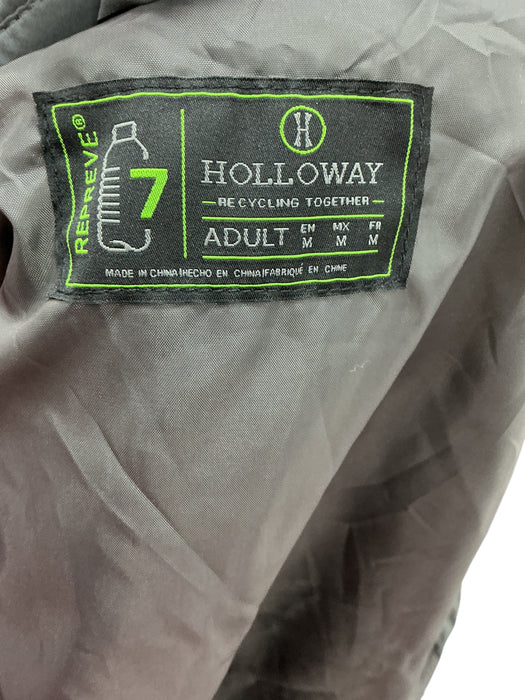 REPREVE®
7
H
HOLLOWAY
RECYCLING TOGETHER
ADULT EN M MX M FR M
MADE IN CHINA|HECHO EN CHINA|FABRIQUÉ EN CHINE